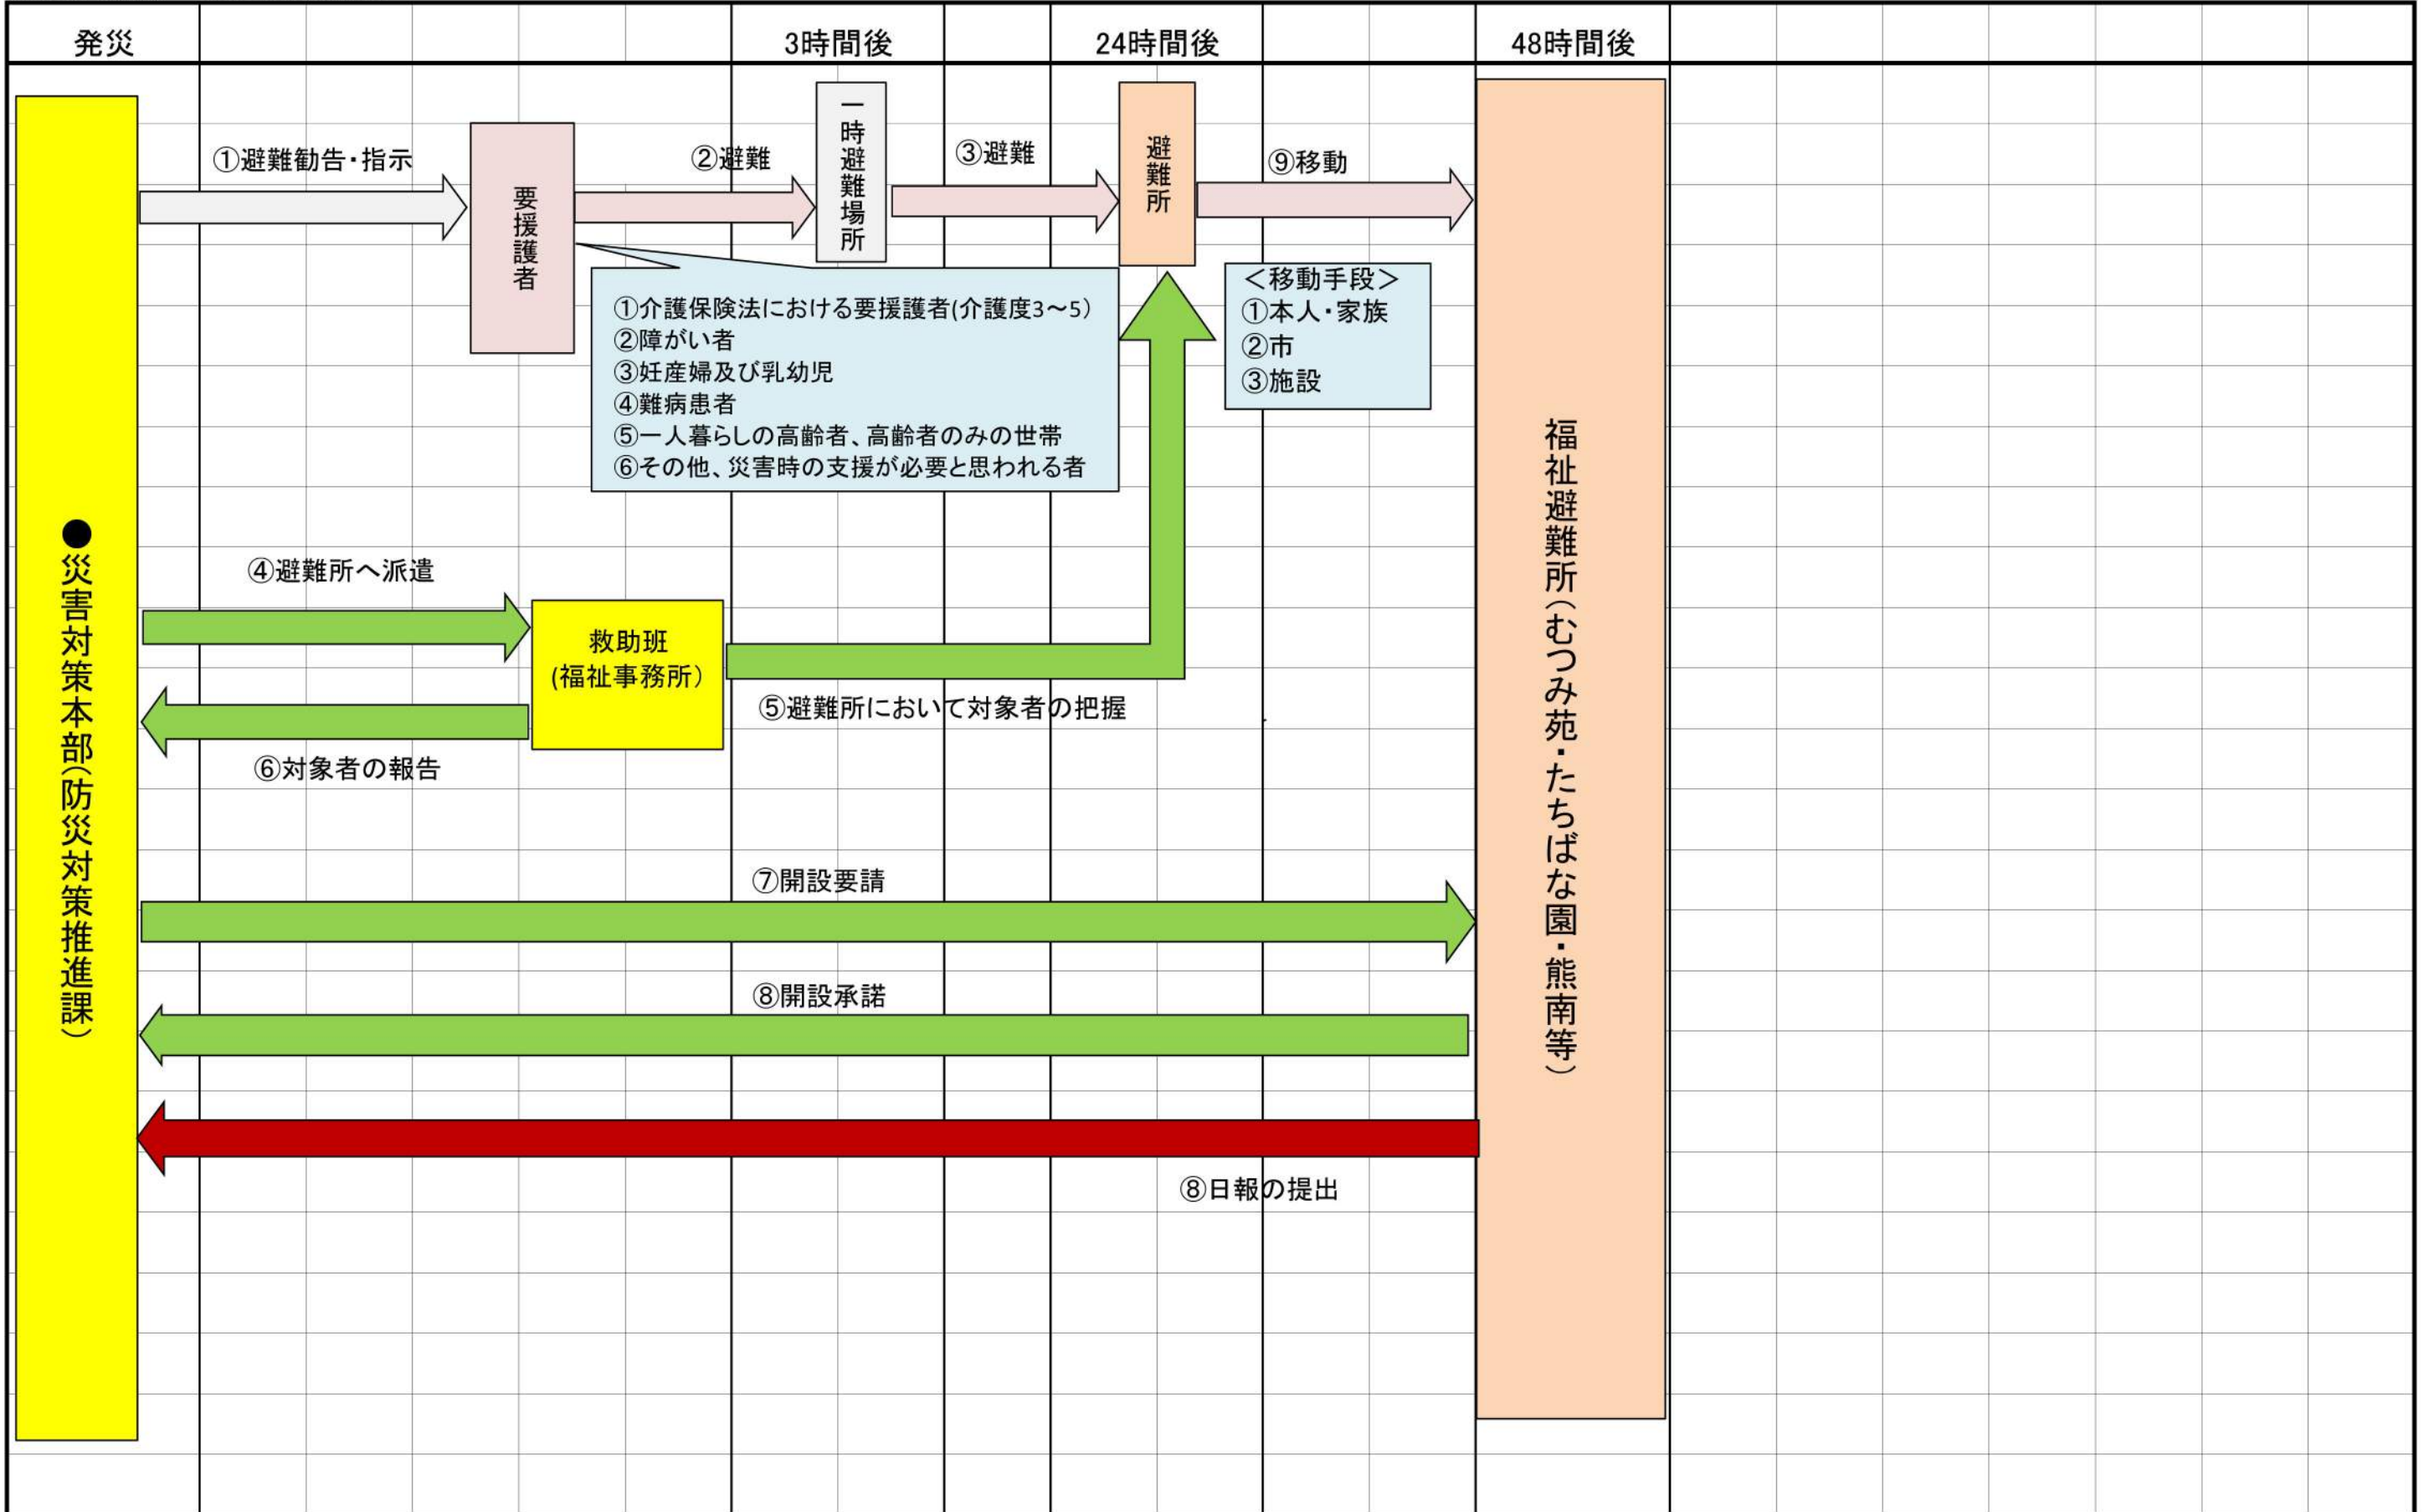 発災
3時間後
24時間後
48時間後
●災害対策本部(防災対策推進課)
①避難勧告・指示
要援護者
②避難
一時避難場所
③避難
避難所
⑨移動
①介護保険法における要援護者(介護度3～5)
②障がい者
③妊産婦及び乳幼児
④難病患者
⑤一人暮らしの高齢者、高齢者のみの世帯
⑥その他、災害時の支援が必要と思われる者
＜移動手段＞
①本人・家族
②市
③施設
福祉避難所(むつみ苑・たちばな園・熊南等)
④避難所へ派遣
救助班
(福祉事務所)
⑤避難所において対象者の把握
⑥対象者の報告
⑦開設要請
⑧開設承諾
⑧日報の提出